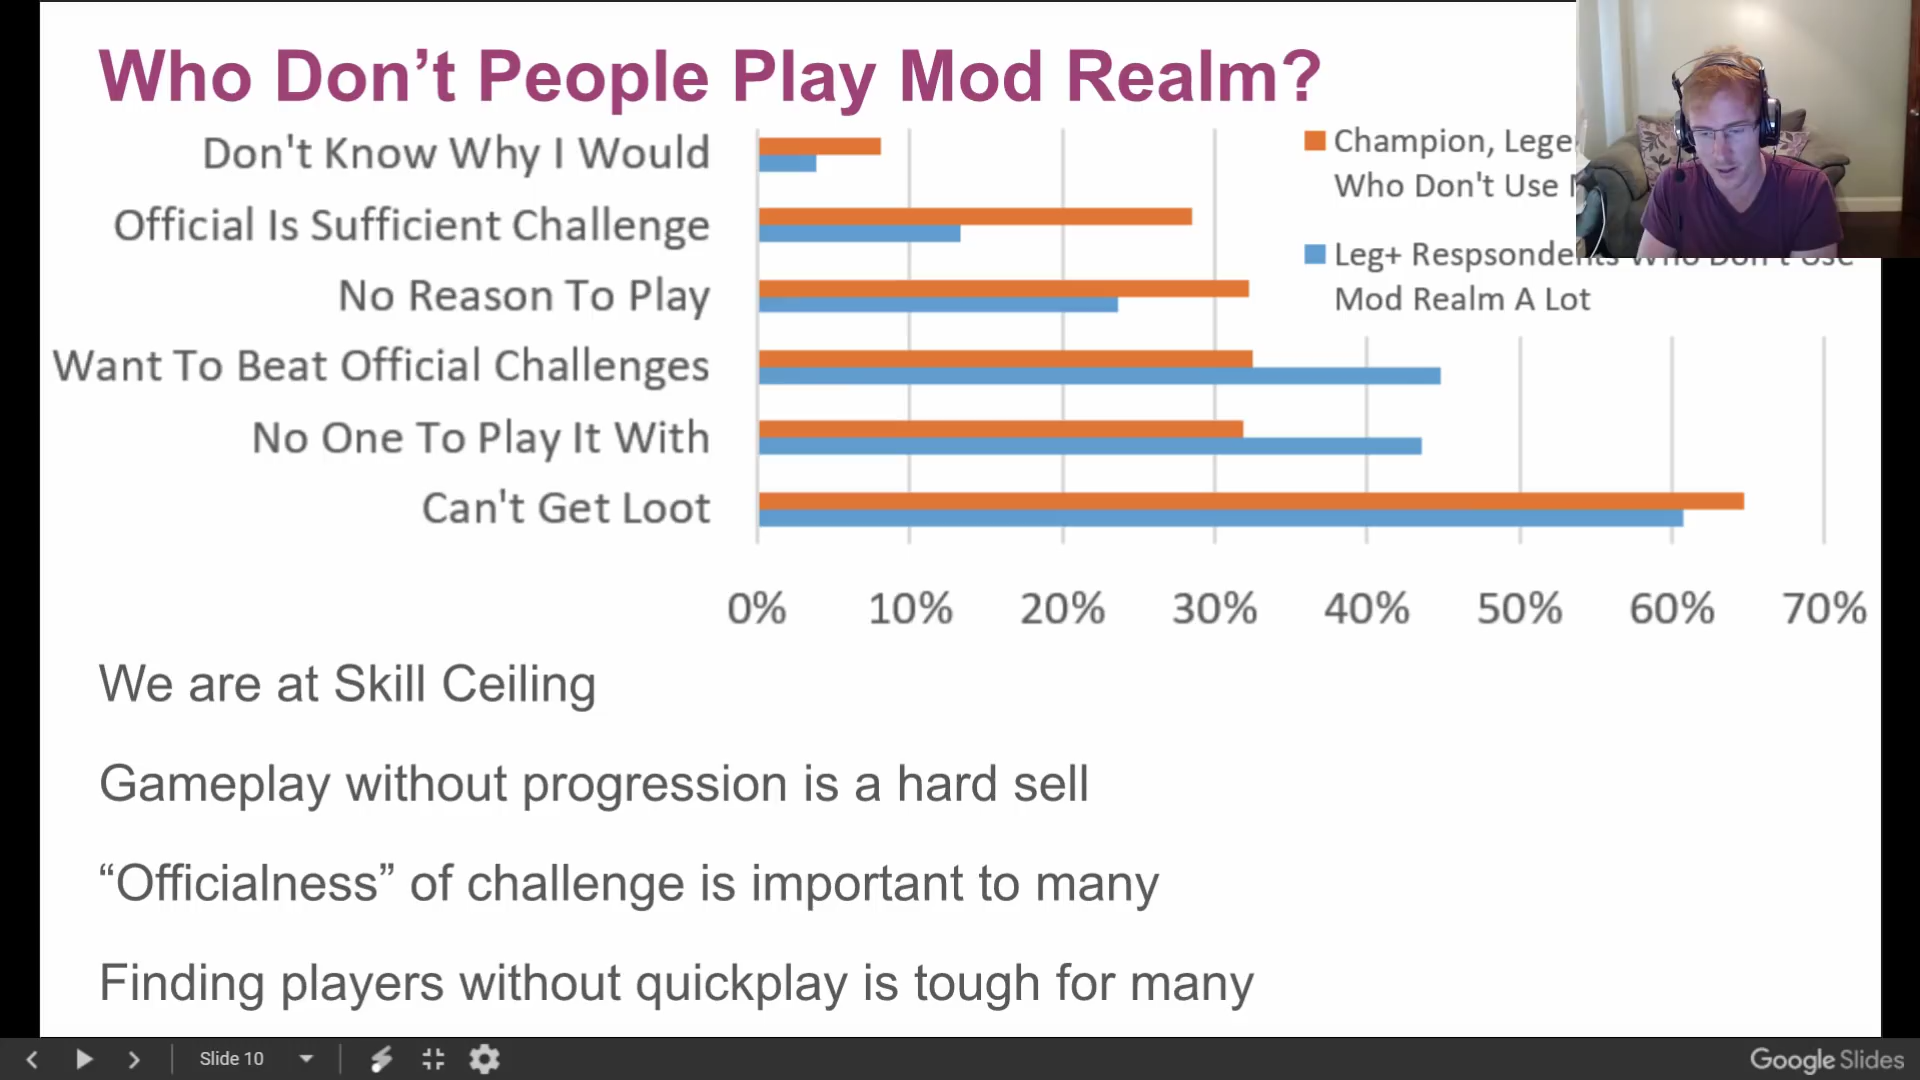 Who Don’t People Play Mod Realm?
Don't Know Why I Would
Official Is Sufficient Challenge
No Reason To Play
Want To Beat Official Challenges
No One To Play It With
Can't Get Loot
Champion,
Who Don't Use
Leg+ Respsondents Who Don't Use
Mod Realm A Lot
0% 10% 20% 30% 40% 50% 60% 70%
We are at Skill Ceiling
Gameplay without progression is a hard sell
“Officialness” of challenge is important to many
Finding players without quickplay is tough for many
Slide 10
Google Slides